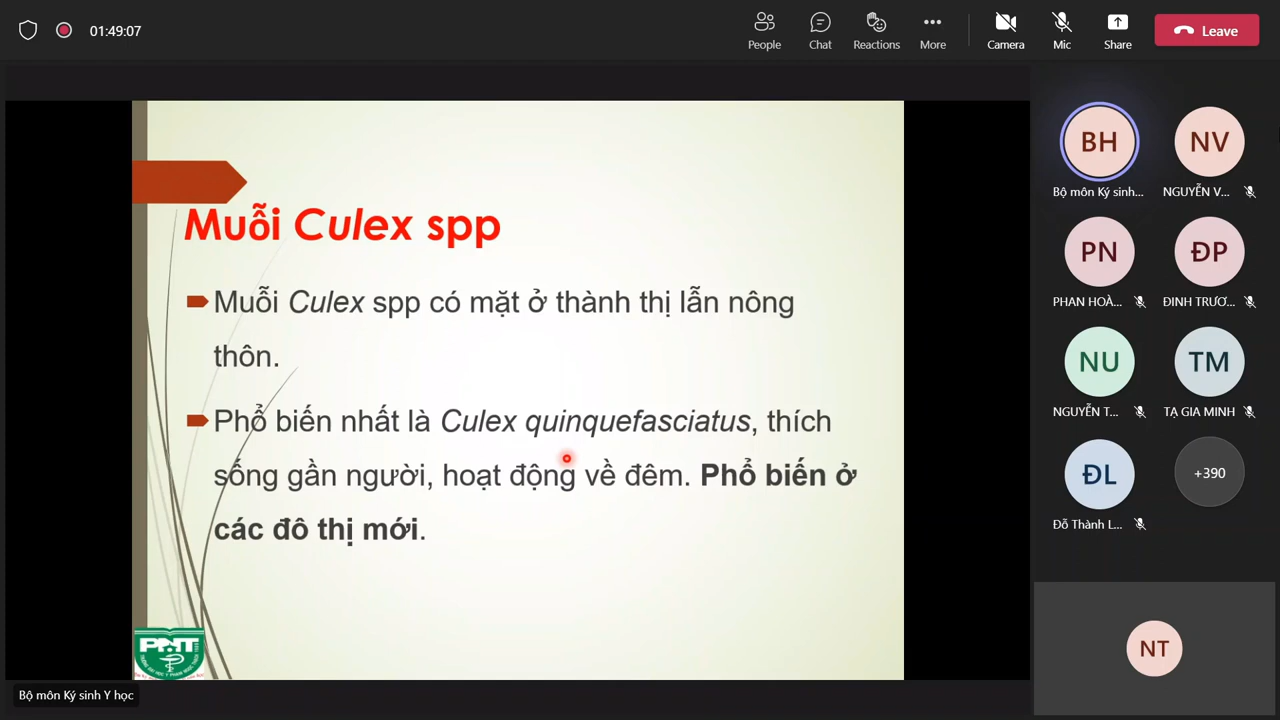 01:49:07
People
Chat
Reactions
More
Camera
Mic
Share
Leave
Muỗi Culex spp
Muỗi Culex spp có mặt ở thành thị lẫn nông
thôn.
Phổ biến nhất là Culex quinquefasciatus, thích
sống gần người, hoạt động về đêm. Phổ biến ở
các đô thị mới.
PNT
Bộ môn Ký sinh Y học
BH
NV
Bộ môn Ký sinh...
NGUYỄN V...
PN
ĐP
PHAN HOÀ...
ĐINH TRƯƠ...
NU
TM
NGUYỄN T...
TẠ GIA MINH
ĐL
+390
Đỗ Thành L...
NT